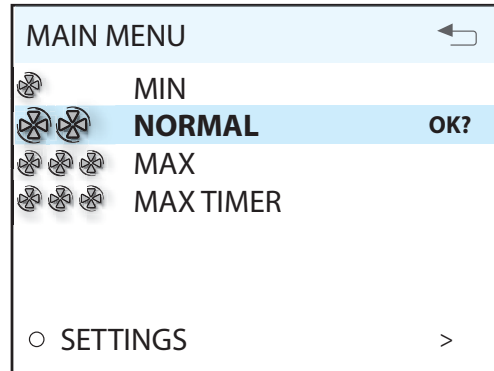 MAIN MENU
MIN
NORMAL OK?
MAX
MAX TIMER
SETTINGS >